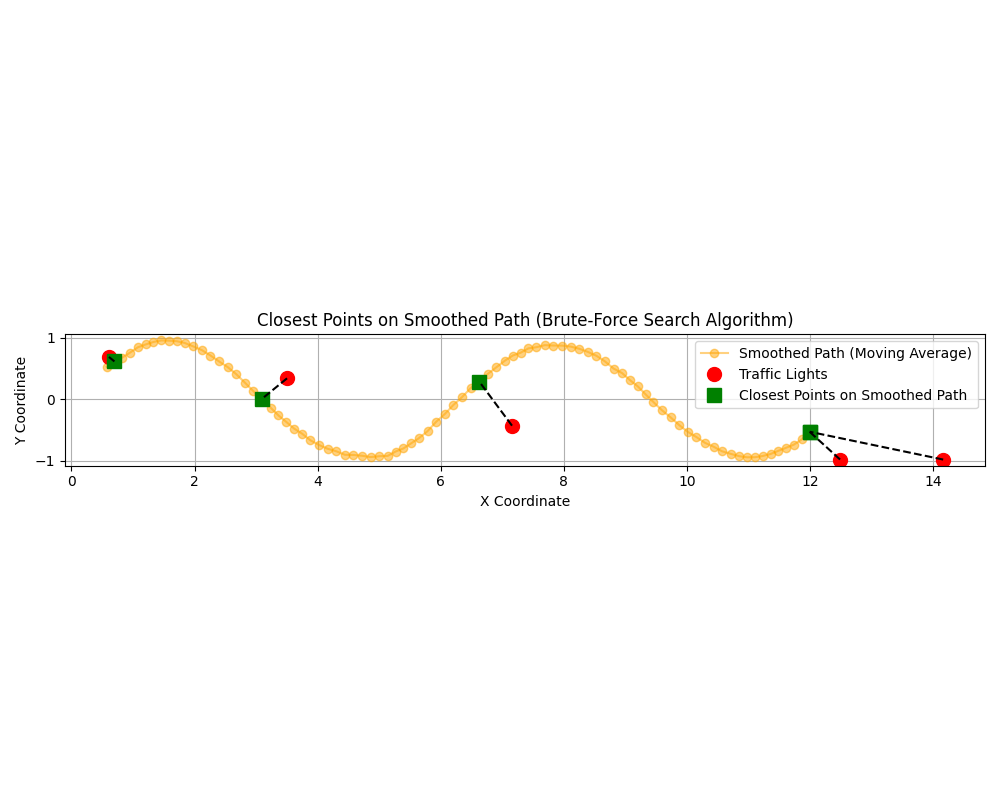 Closest Points on Smoothed Path (Brute-Force Search Algorithm)
Y Coordinate
1
0
−1
Smoothed Path (Moving Average)
Traffic Lights
Closest Points on Smoothed Path
0 2 4 6 8 10 12 14
X Coordinate